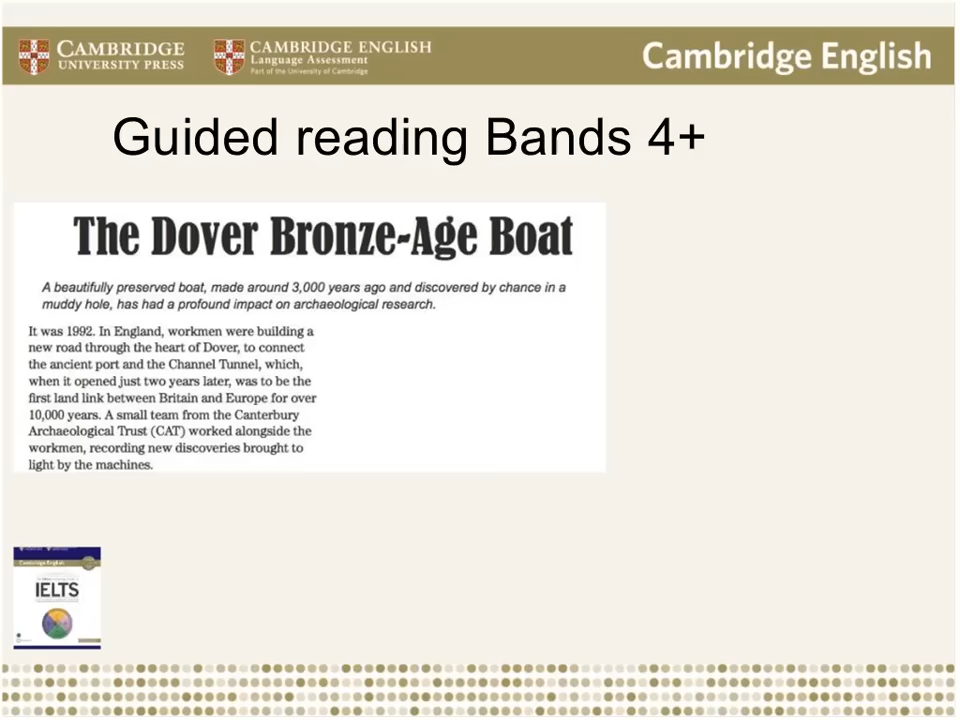 CAMBRIDGE
UNIVERSITY PRESS
CAMBRIDGE ENGLISH
Language Assessment
Part of the University of Cambridge
Cambridge English
Guided reading Bands 4+
The Dover Bronze-Age Boat
A beautifully preserved boat, made around 3,000 years ago and discovered by chance in a
muddy hole, has had a profound impact on archaeological research.
It was 1992. In England, workmen were building a
new road through the heart of Dover, to connect
the ancient port and the Channel Tunnel, which,
when it opened just two years later, was to be the
first land link between Britain and Europe for over
10,000 years. A small team from the Canterbury
Archaeological Trust (CAT) worked alongside the
workmen, recording new discoveries brought to
light by the machines.
Cambridge English
IELTS